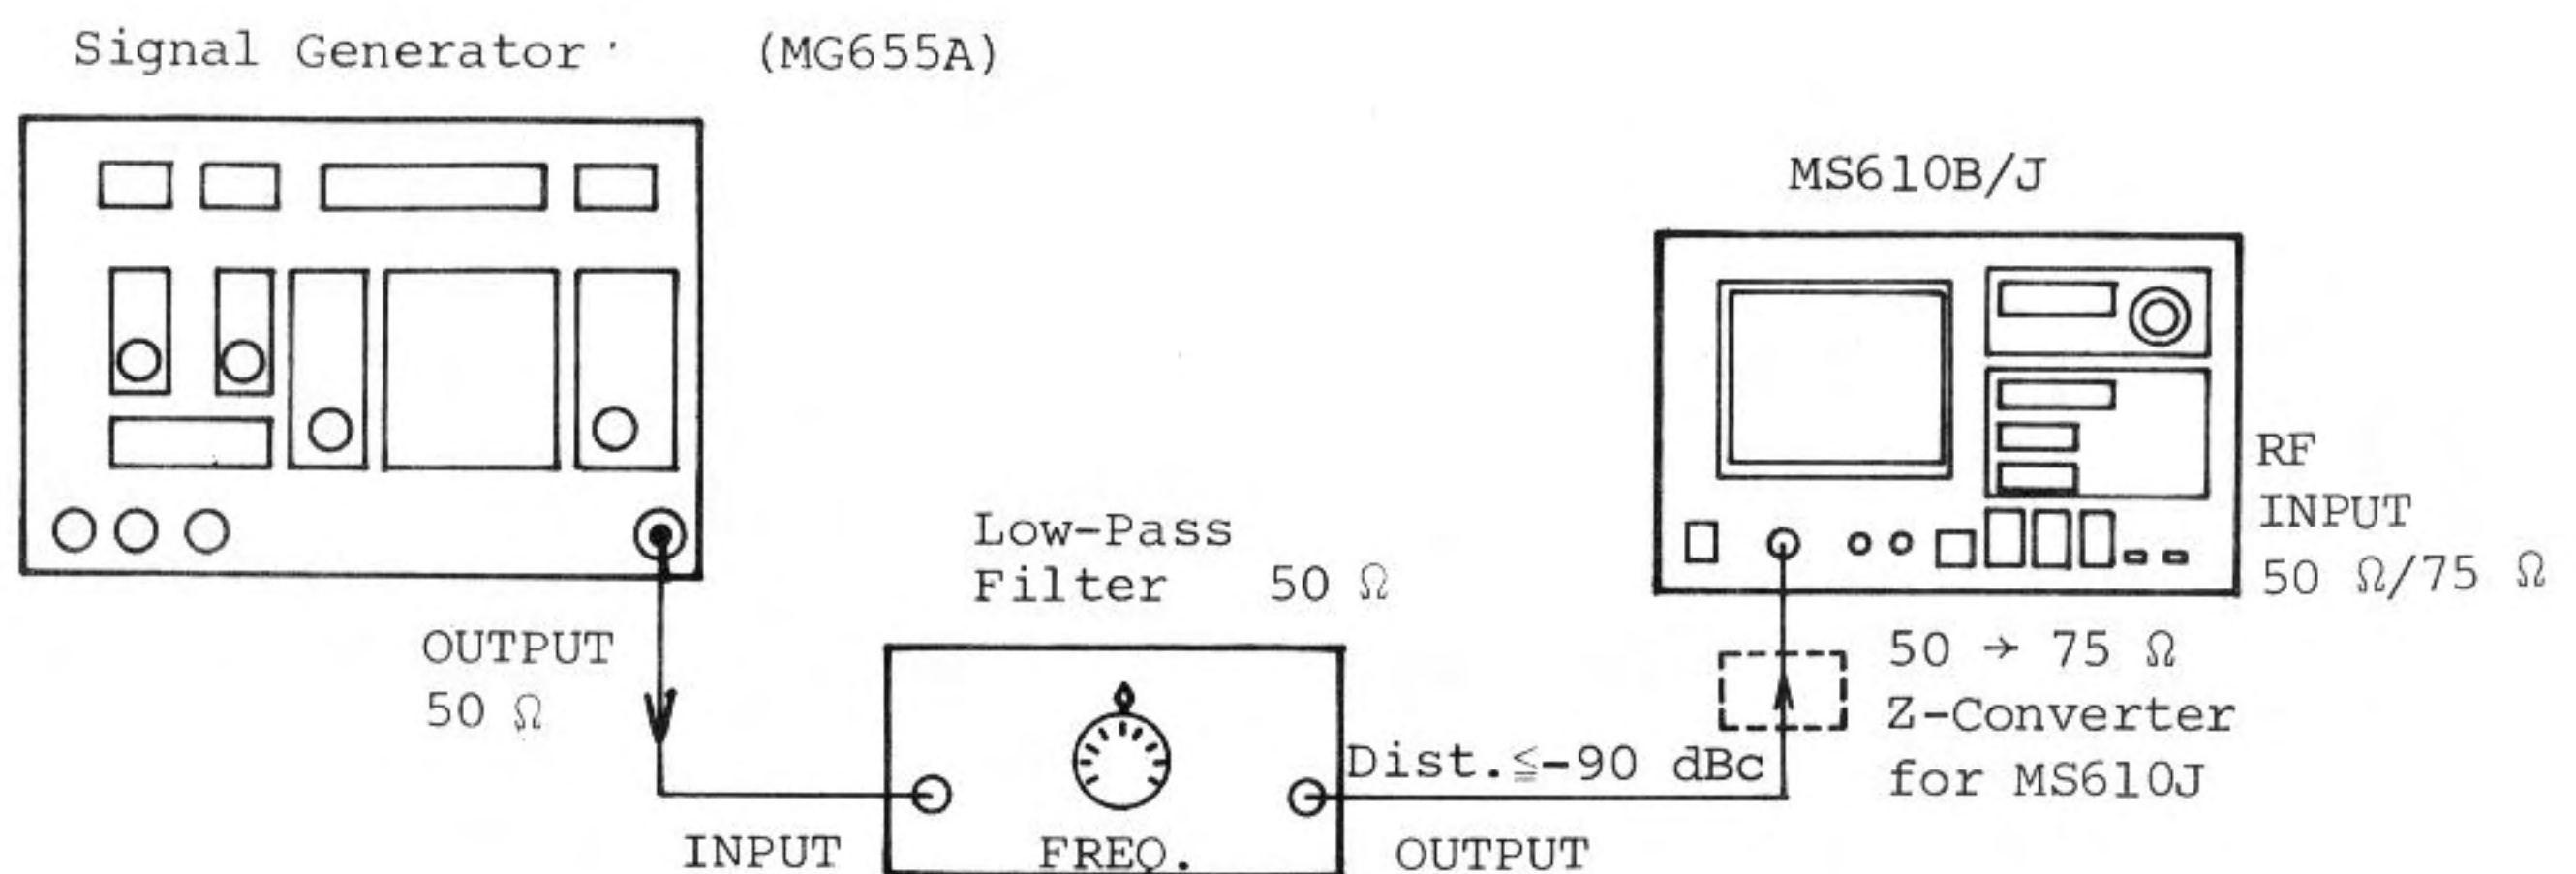 Signal Generator (MG655A)
MS610B/J
RF
INPUT
50 Ω/75 Ω
Low-Pass
Filter 50 Ω
OUTPUT
50 Ω
50 → 75 Ω
Z-Converter
for MS610J
Dist.≦-90 dBc
INPUT
FREQ.
OUTPUT